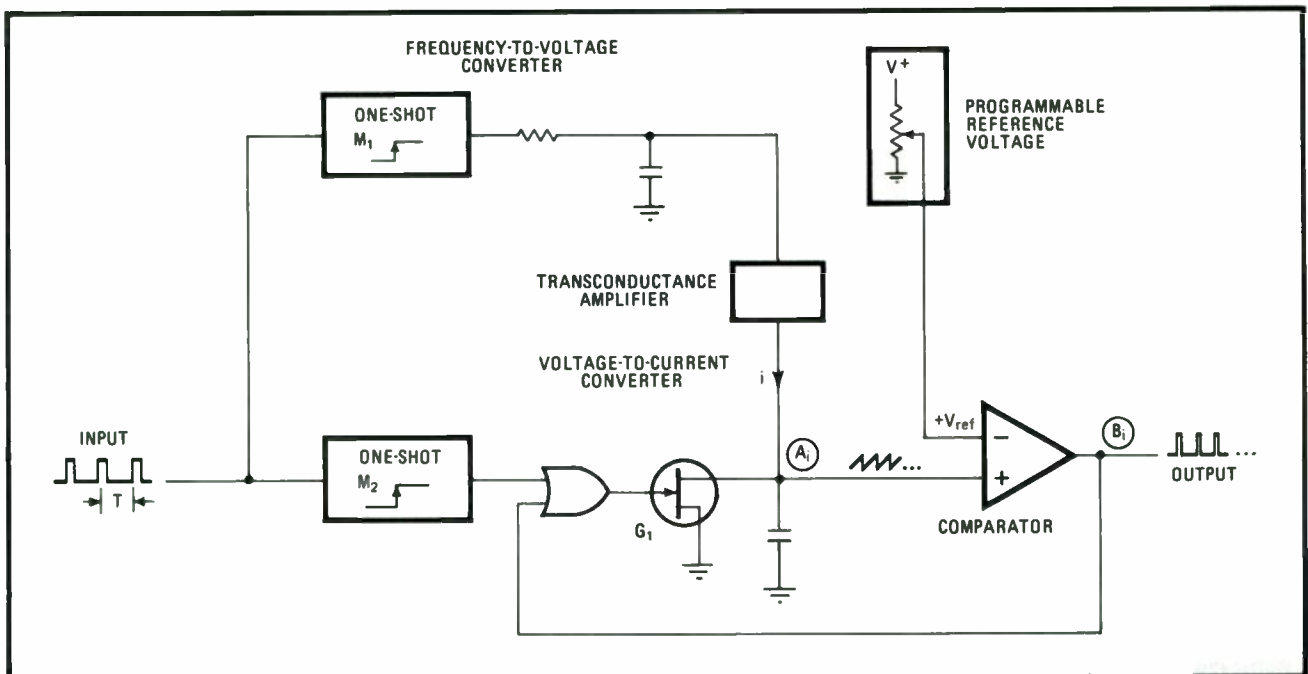 FREQUENCY-TO-VOLTAGE
CONVERTER
ONE-SHOT
M1
V+
PROGRAMMABLE
REFERENCE
VOLTAGE
TRANSCONDUCTANCE
AMPLIFIER
VOLTAGE-TO-CURRENT
CONVERTER
i
INPUT
T
ONE-SHOT
M2
G1
Ai
...
+Vref
−
+
COMPARATOR
Bi
...
OUTPUT